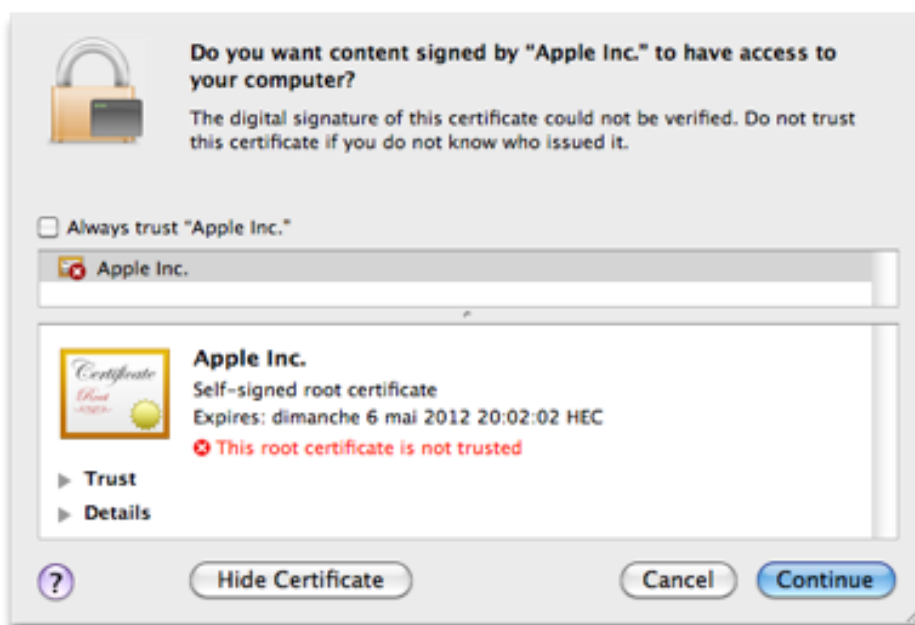 Do you want content signed by “Apple Inc.” to have access to
your computer?
The digital signature of this certificate could not be verified. Do not trust
this certificate if you do not know who issued it.
Always trust "Apple Inc."
Apple Inc.
Certificate
Root
Apple Inc.
Self-signed root certificate
Expires: dimanche 6 mai 2012 20:02:02 HEC
This root certificate is not trusted
Trust
Details
?
Hide Certificate
Cancel
Continue